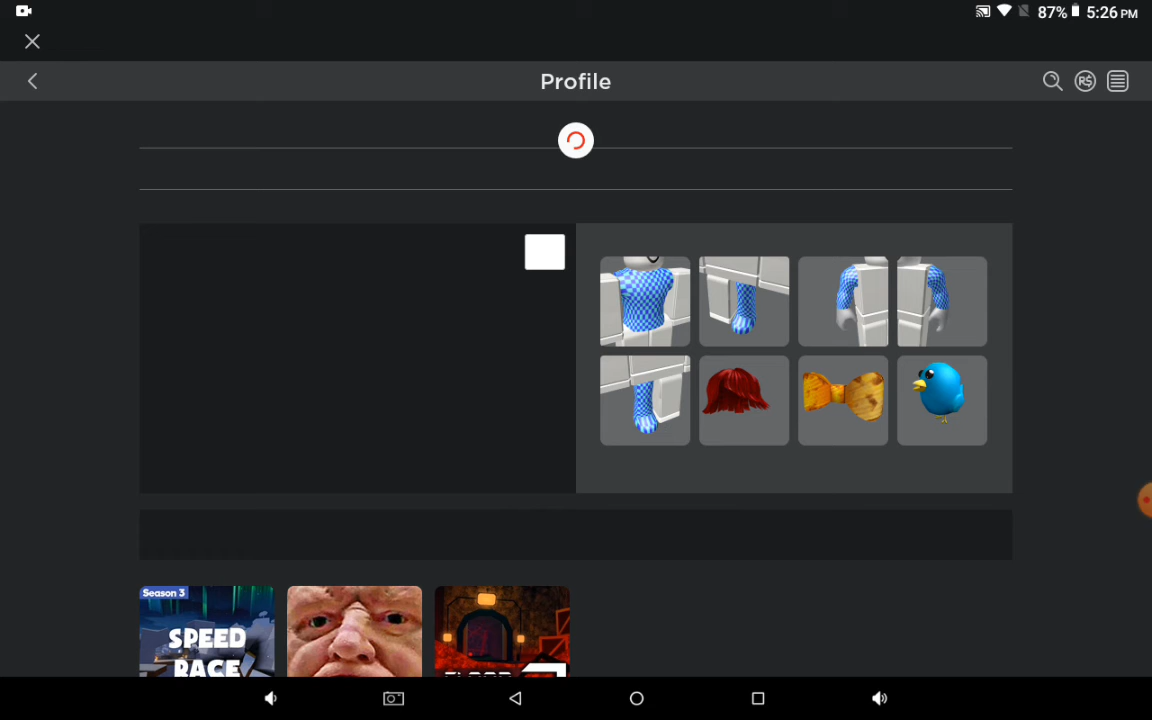 87% 5:26 PM
Profile
R$
Season 3
SPEED
RACE